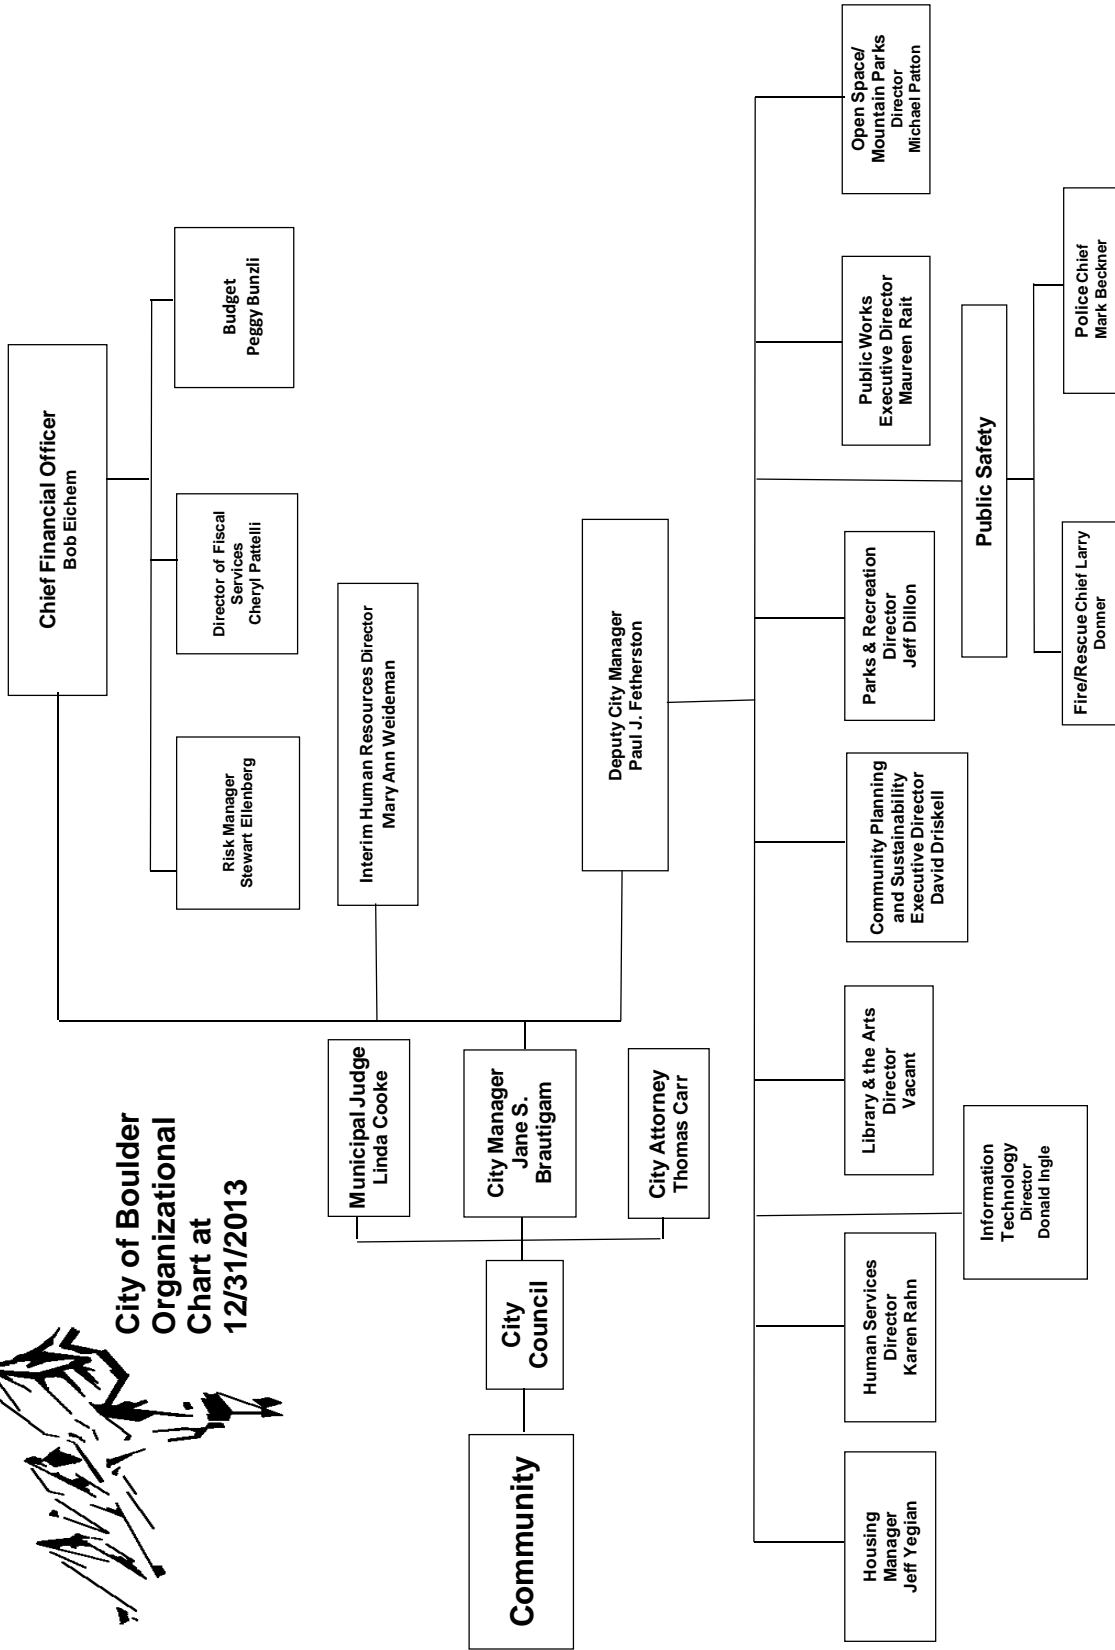 City of Boulder
Organizational
Chart at
12/31/2013
Community
City
Council
Municipal Judge
Linda Cooke
City Manager
Jane S.
Brautigam
City Attorney
Thomas Carr
Chief Financial Officer
Bob Eichem
Risk Manager
Stewart Ellenberg
Director of Fiscal
Services
Cheryl Pattelli
Budget
Peggy Bunzli
Interim Human Resources Director
Mary Ann Weideman
Deputy City Manager
Paul J. Fetherston
Housing
Manager
Jeff Yegian
Human Services
Director
Karen Rahn
Information
Technology
Director
Donald Ingle
Library & the Arts
Director
Vacant
Community Planning
and Sustainability
Executive Director
David Driskell
Parks & Recreation
Director
Jeff Dillon
Public Works
Executive Director
Maureen Rait
Open Space/
Mountain Parks
Director
Michael Patton
Public Safety
Fire/Rescue Chief Larry
Donner
Police Chief
Mark Beckner